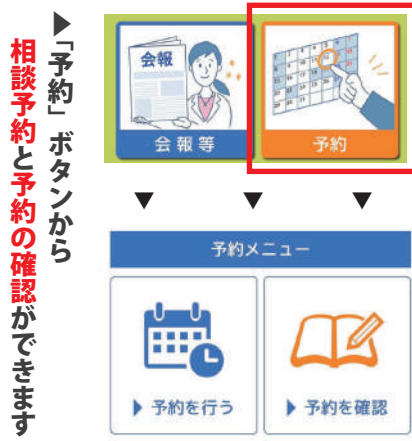 ▶「予約」ボタンから
相談予約と予約の確認ができます
会報
会報等
予約
▼ ▼ ▼
予約メニュー
▶ 予約を行う
▶ 予約を確認